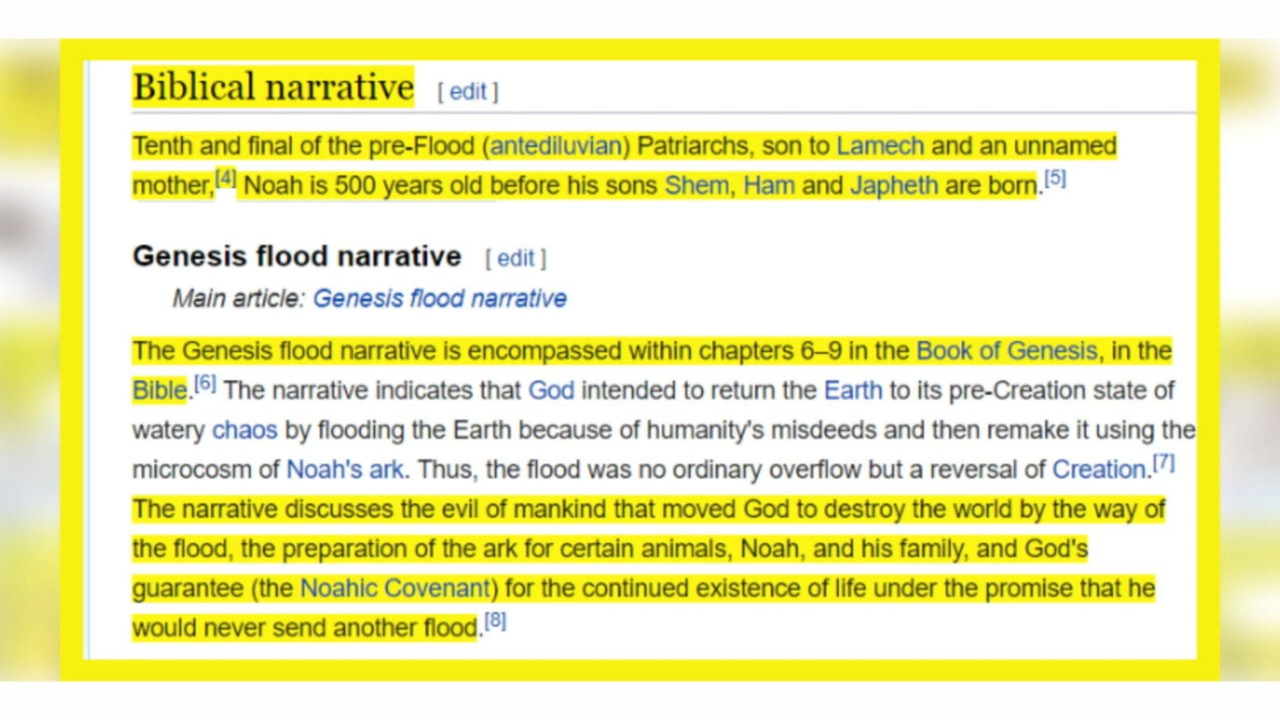 Biblical narrative [ edit ]
Tenth and final of the pre-Flood (antediluvian) Patriarchs, son to Lamech and an unnamed
mother,[4] Noah is 500 years old before his sons Shem, Ham and Japheth are born.[5]
Genesis flood narrative [ edit ]
Main article: Genesis flood narrative
The Genesis flood narrative is encompassed within chapters 6–9 in the Book of Genesis, in the
Bible.[6] The narrative indicates that God intended to return the Earth to its pre-Creation state of
watery chaos by flooding the Earth because of humanity's misdeeds and then remake it using the
microcosm of Noah's ark. Thus, the flood was no ordinary overflow but a reversal of Creation.[7]
The narrative discusses the evil of mankind that moved God to destroy the world by the way of
the flood, the preparation of the ark for certain animals, Noah, and his family, and God's
guarantee (the Noahic Covenant) for the continued existence of life under the promise that he
would never send another flood.[8]